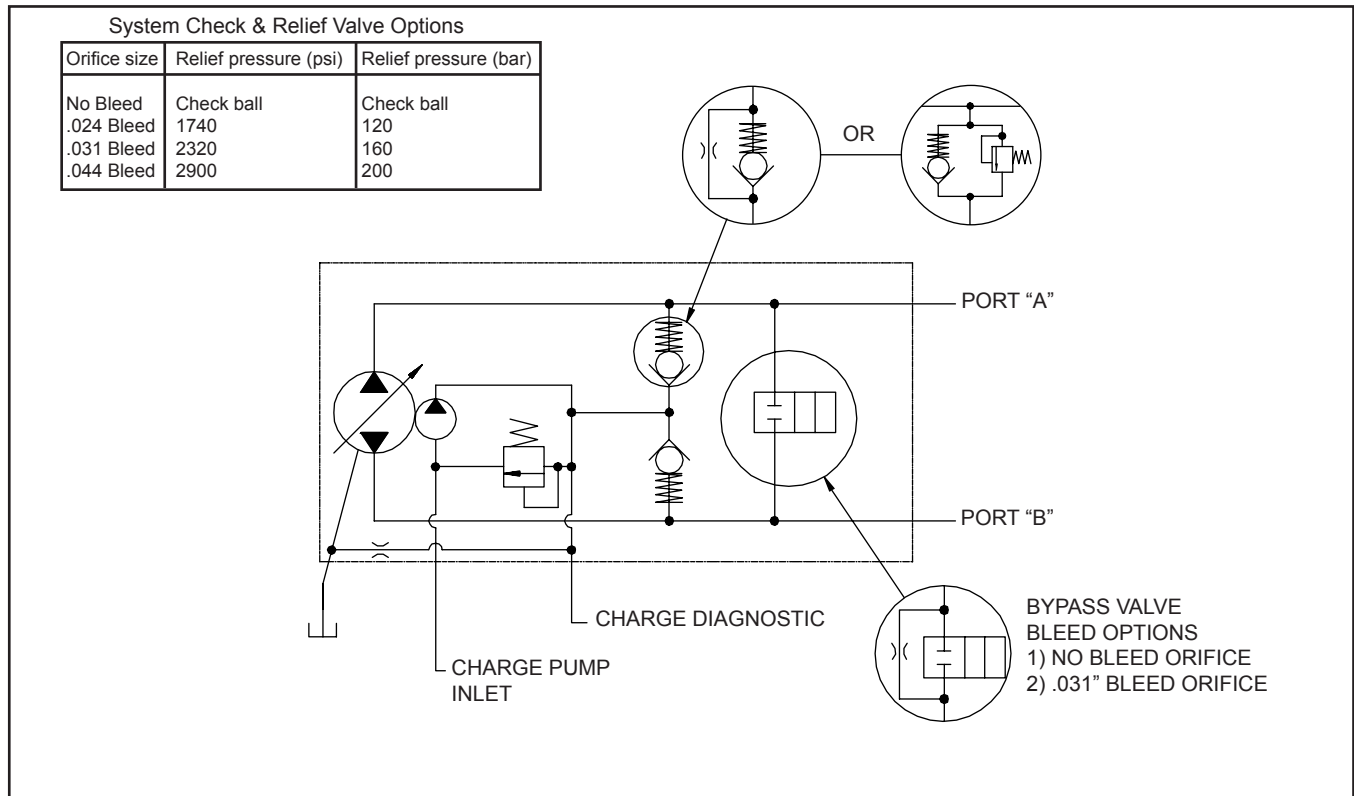 System Check & Relief Valve Options
Orifice size Relief pressure (psi) Relief pressure (bar)
No Bleed Check ball Check ball
.024 Bleed 1740 120
.031 Bleed 2320 160
.044 Bleed 2900 200
OR
PORT “A”
PORT “B”
CHARGE DIAGNOSTIC
CHARGE PUMP
INLET
BYPASS VALVE
BLEED OPTIONS
1) NO BLEED ORIFICE
2) .031” BLEED ORIFICE